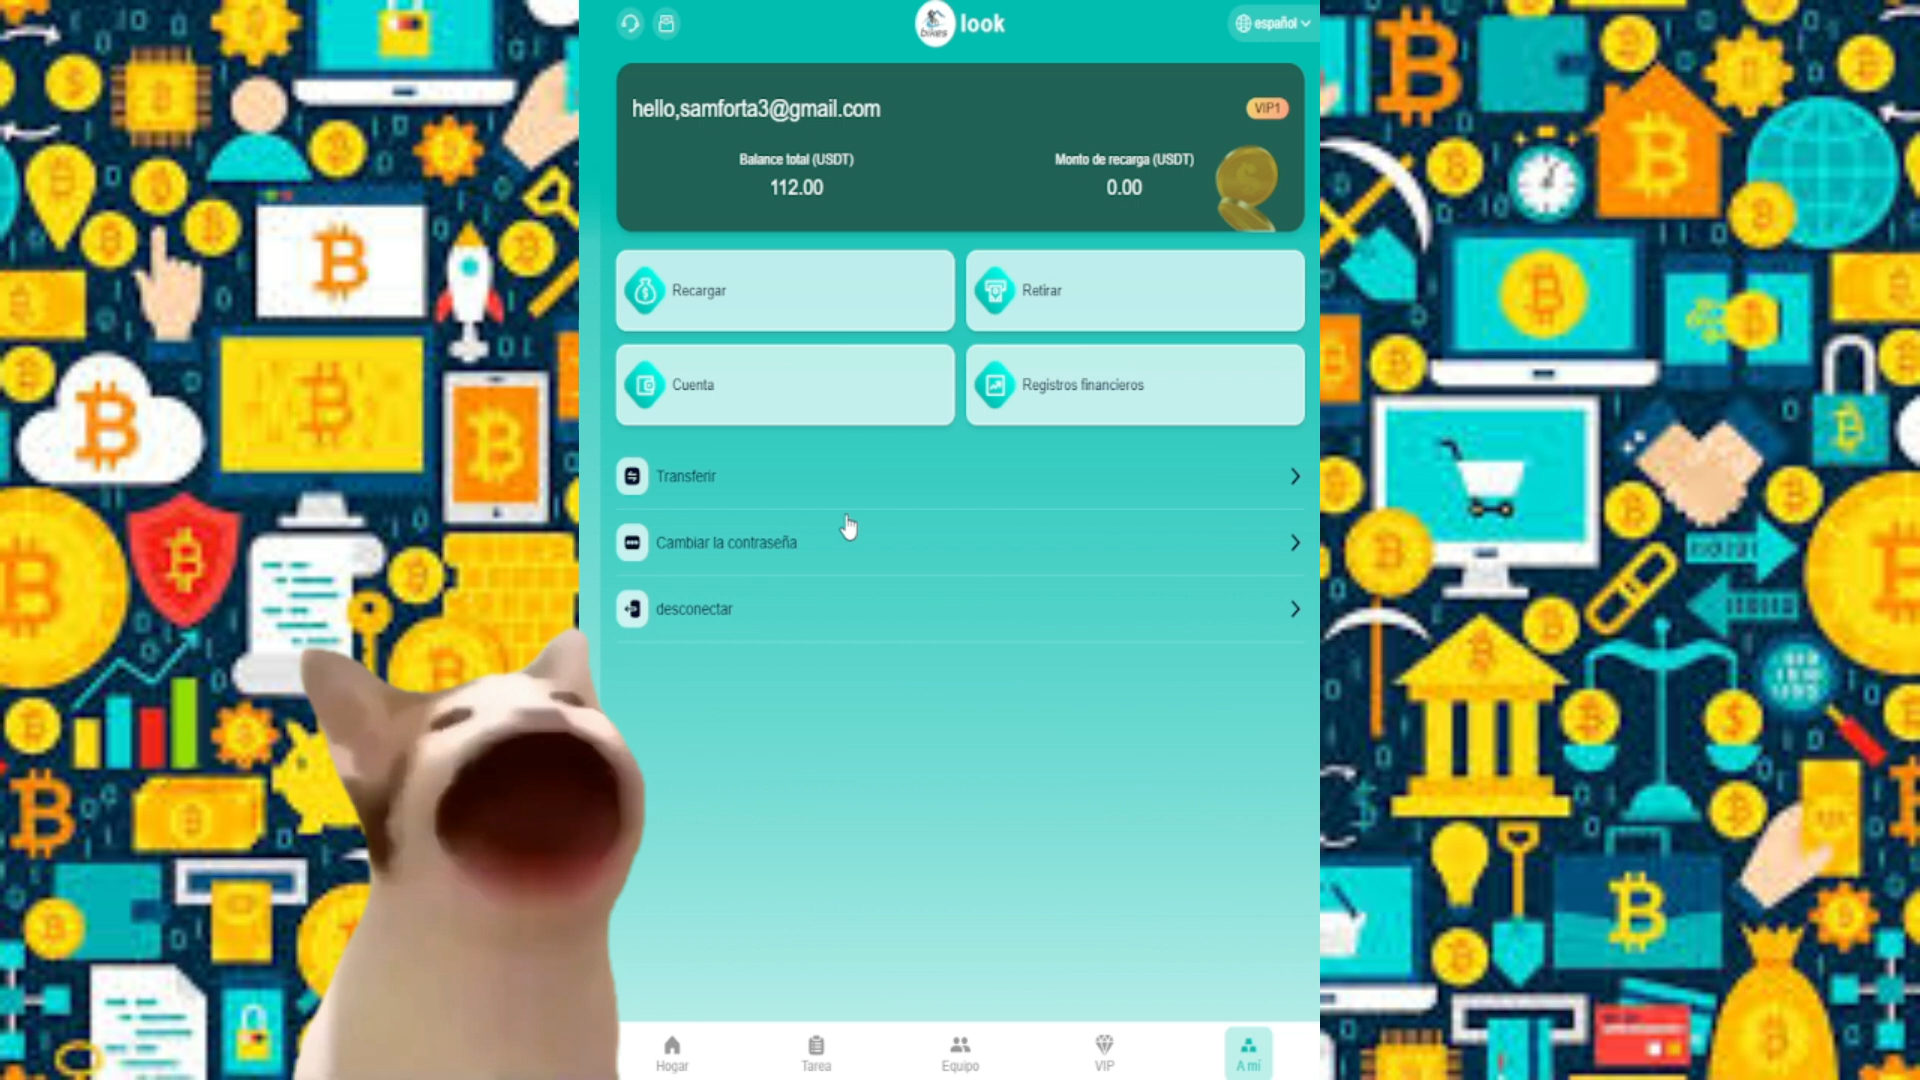 bikes
look
español
hello,samforta3@gmail.com
VIP1
Balance total (USDT)
Monto de recarga (USDT)
112.00
0.00
Recargar
Retirar
Cuenta
Registros financieros
Transferir
Cambiar la contraseña
desconectar
Hogar
Tarea
Equipo
VIP
A mí